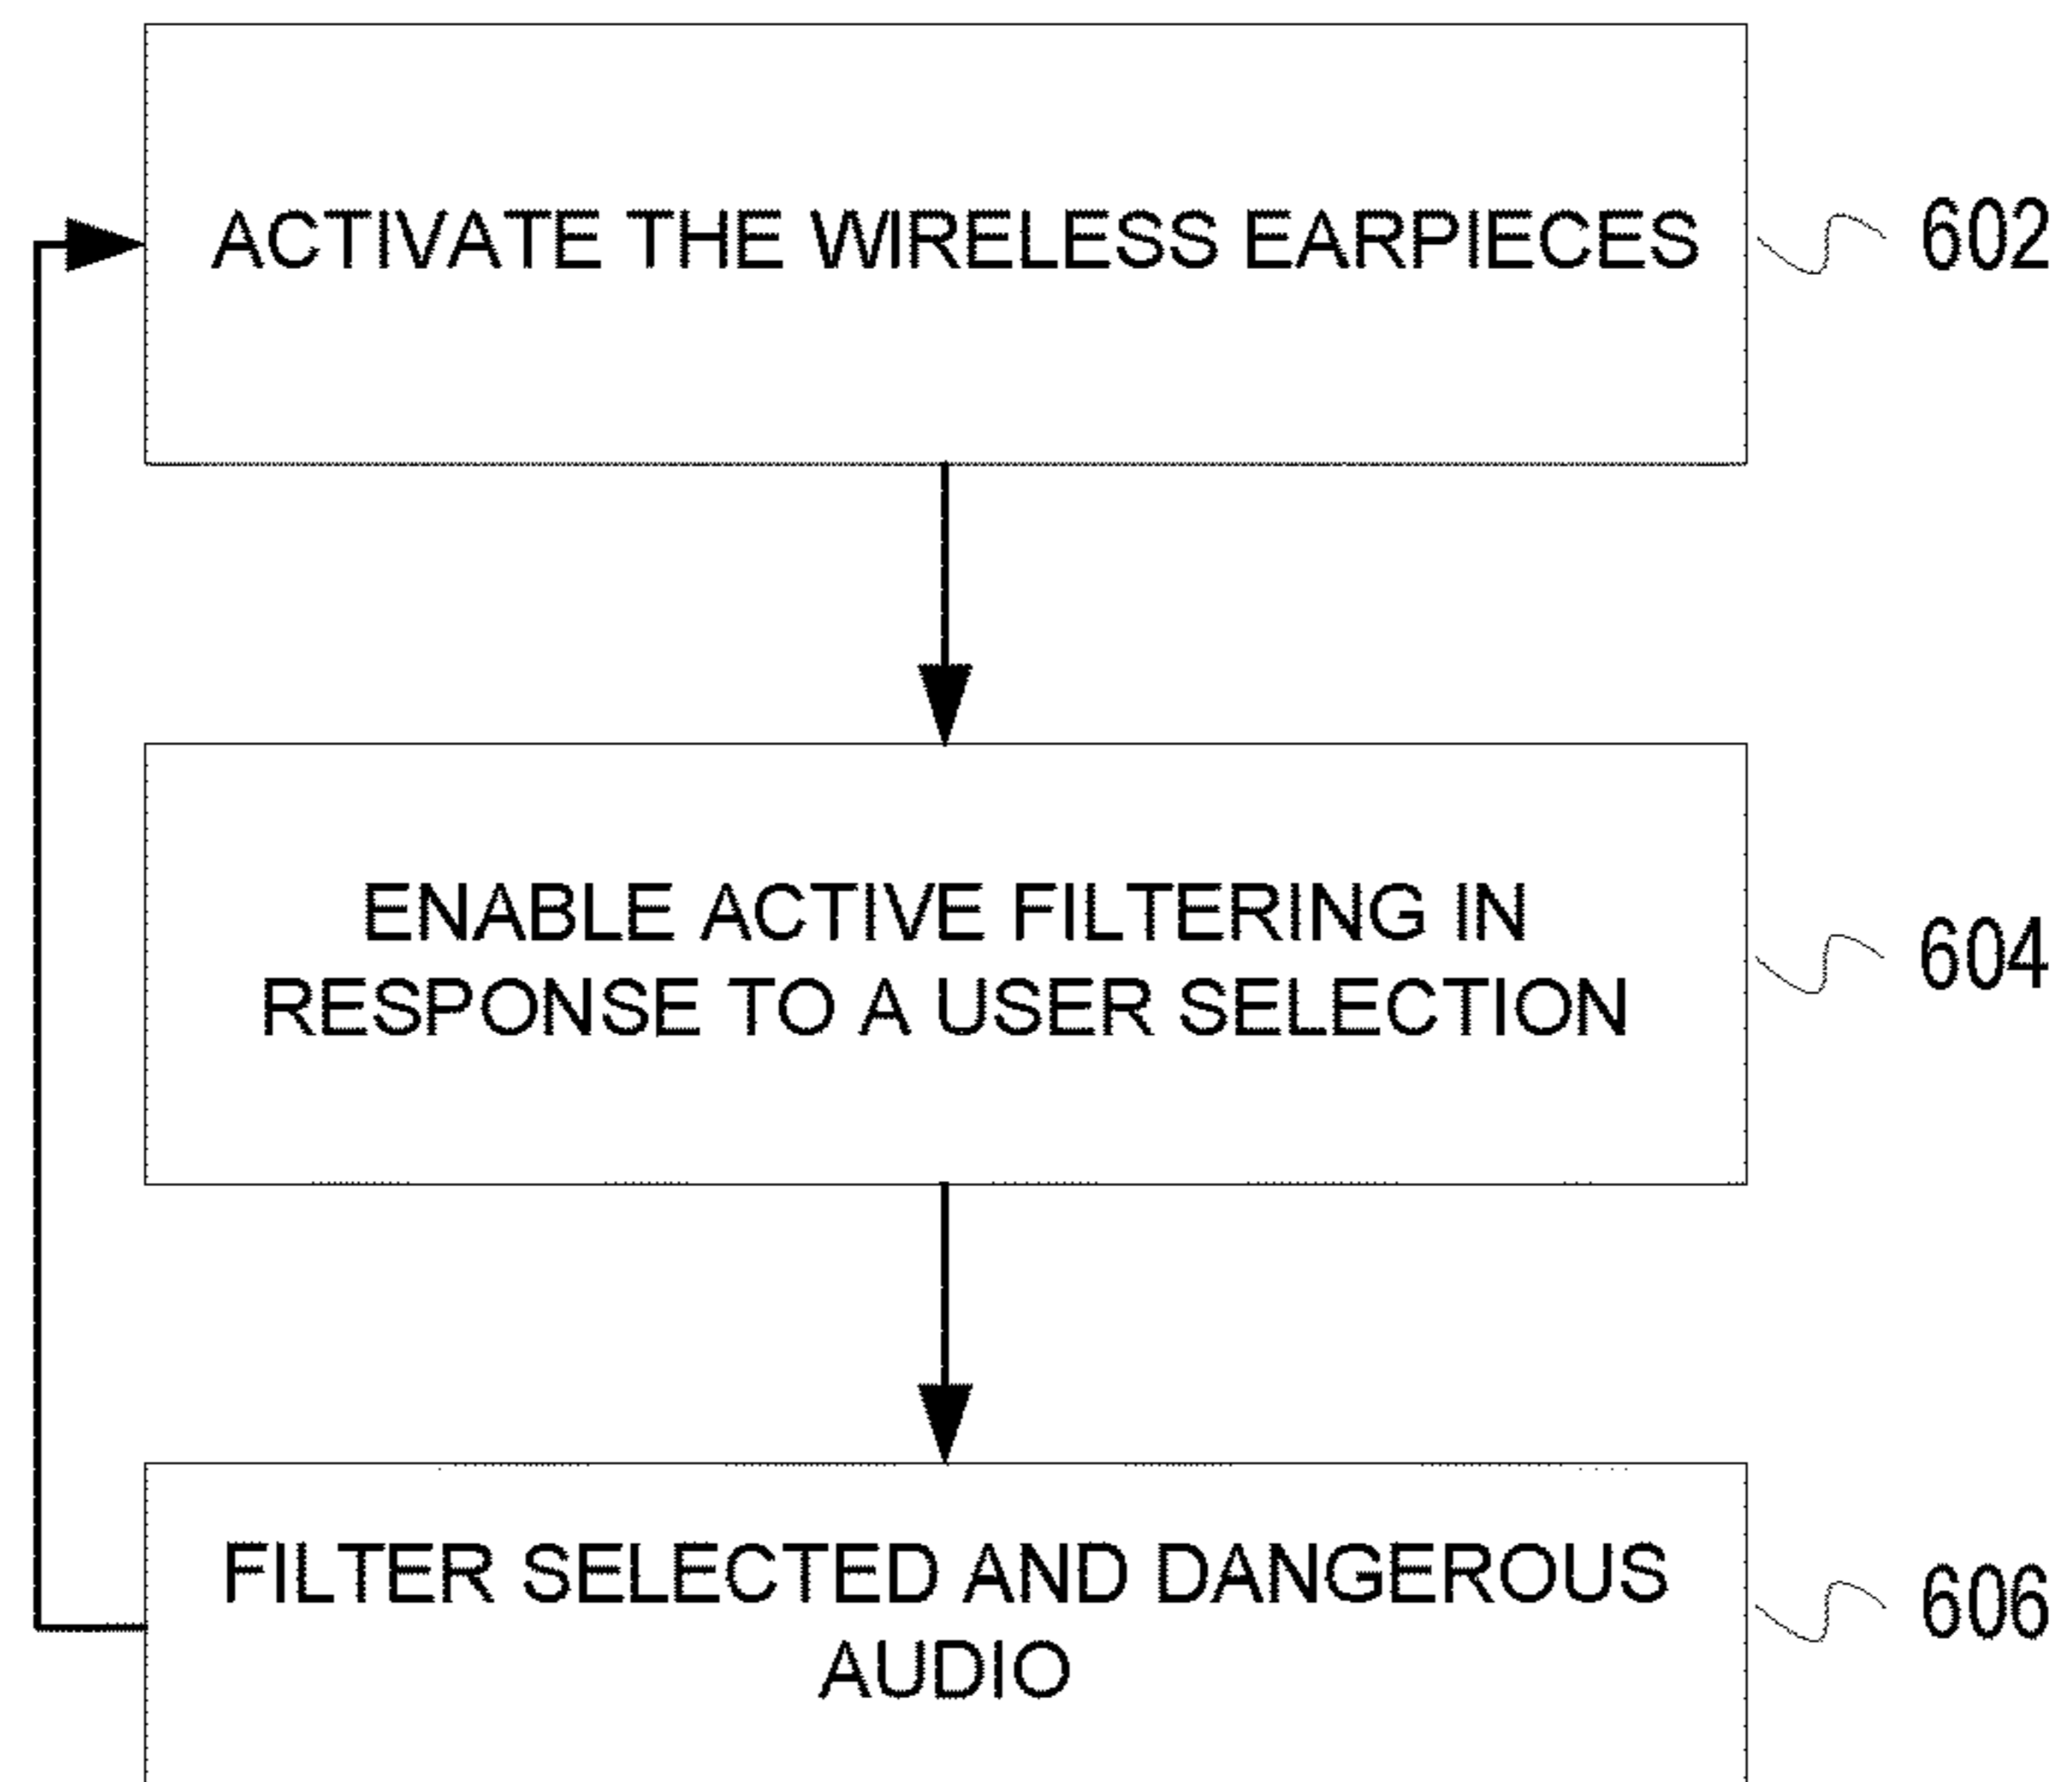 ACTIVATE THE WIRELESS EARPIECES
602
ENABLE ACTIVE FILTERING IN
RESPONSE TO A USER SELECTION
604
FILTER SELECTED AND DANGEROUS
AUDIO
606